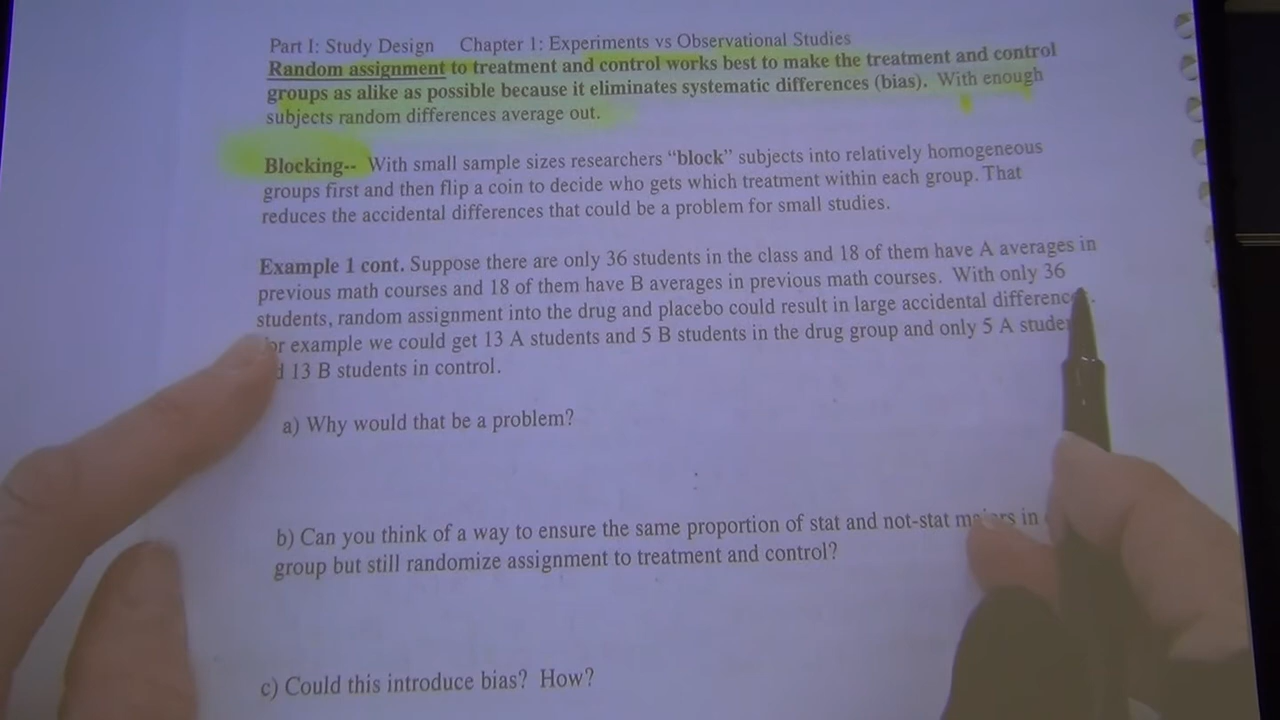 Part I: Study Design Chapter 1: Experiments vs Observational Studies
Random assignment to treatment and control works best to make the treatment and control
groups as alike as possible because it eliminates systematic differences (bias). With enough
subjects random differences average out.
Blocking-- With small sample sizes researchers “block” subjects into relatively homogeneous
groups first and then flip a coin to decide who gets which treatment within each group. That
reduces the accidental differences that could be a problem for small studies.
Example 1 cont. Suppose there are only 36 students in the class and 18 of them have A averages in
previous math courses and 18 of them have B averages in previous math courses. With only 36
students, random assignment into the drug and placebo could result in large accidental
example we could get 13 A students and 5 B students in the drug group and only 5 A
13 B students in control.
a) Why would that be a problem?
b) Can you think of a way to ensure the same proportion of stat and not-stat majors in
group but still randomize assignment to treatment and control?
c) Could this introduce bias? How?